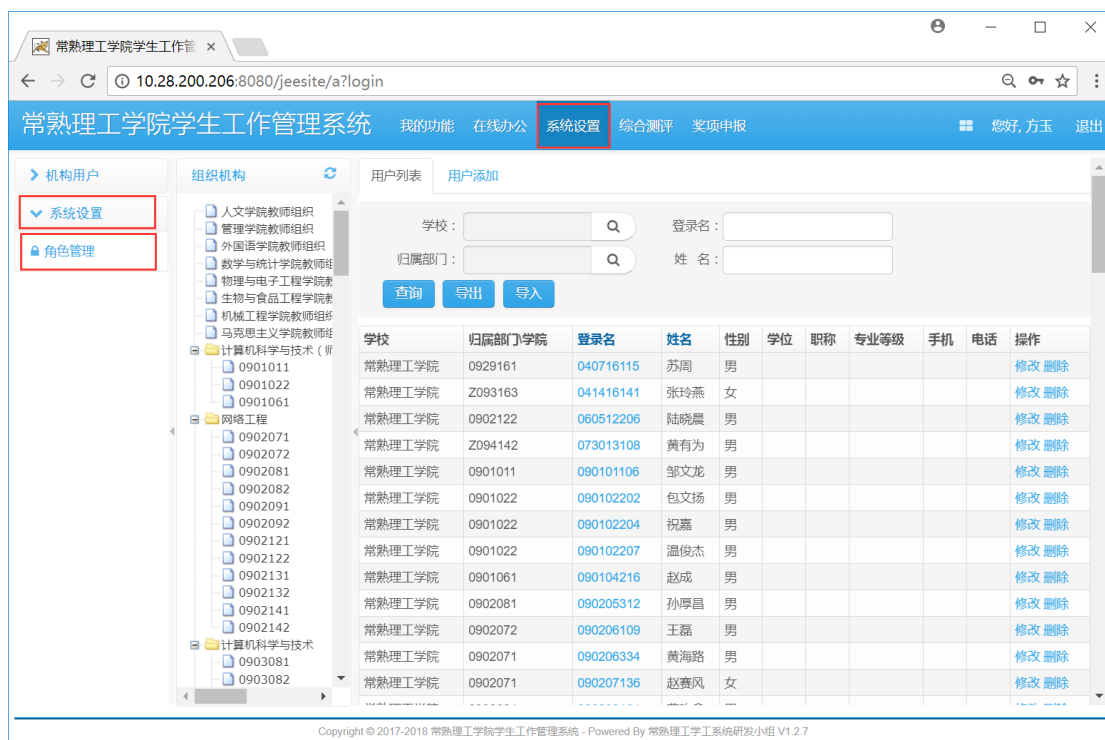 常熟理工学院学生工作管
10.28.200.206:8080/jeesite/a?login
常熟理工学院学生工作管理系统 我的功能 在线办公 系统设置 综合测评 奖项申报 您好, 方玉 退出
机构用户
系统设置
角色管理
组织机构
人文学院教师组织
管理学院教师组织
外国语学院教师组织
数学与统计学院教师组
物理与电子工程学院教
生物与食品工程学院教
机械工程学院教师组织
马克思主义学院教师组
计算机科学与技术（师
0901011
0901022
0901061
网络工程
0902071
0902072
0902081
0902082
0902091
0902092
0902121
0902122
0902131
0902132
0902141
0902142
计算机科学与技术
0903081
0903082
用户列表 用户添加
学校： 登录名：
归属部门： 姓 名：
查询 导出 导入
学校 归属部门\学院 登录名 姓名 性别 学位 职称 专业等级 手机 电话 操作
常熟理工学院 0929161 040716115 苏周 男 修改 删除
常熟理工学院 Z093163 041416141 张玲燕 女 修改 删除
常熟理工学院 0902122 060512206 陆晓晨 男 修改 删除
常熟理工学院 Z094142 073013108 黄有为 男 修改 删除
常熟理工学院 0901011 090101106 邹文龙 男 修改 删除
常熟理工学院 0901022 090102202 包文扬 男 修改 删除
常熟理工学院 0901022 090102204 祝嘉 男 修改 删除
常熟理工学院 0901022 090102207 温俊杰 男 修改 删除
常熟理工学院 0901061 090104216 赵成 男 修改 删除
常熟理工学院 0902081 090205312 孙厚昌 男 修改 删除
常熟理工学院 0902072 090206109 王磊 男 修改 删除
常熟理工学院 0902071 090206334 黄海路 男 修改 删除
常熟理工学院 0902071 090207136 赵赛风 女 修改 删除
Copyright © 2017-2018 常熟理工学院学生工作管理系统 - Powered By 常熟理工学工系统研发小组 V1.2.7